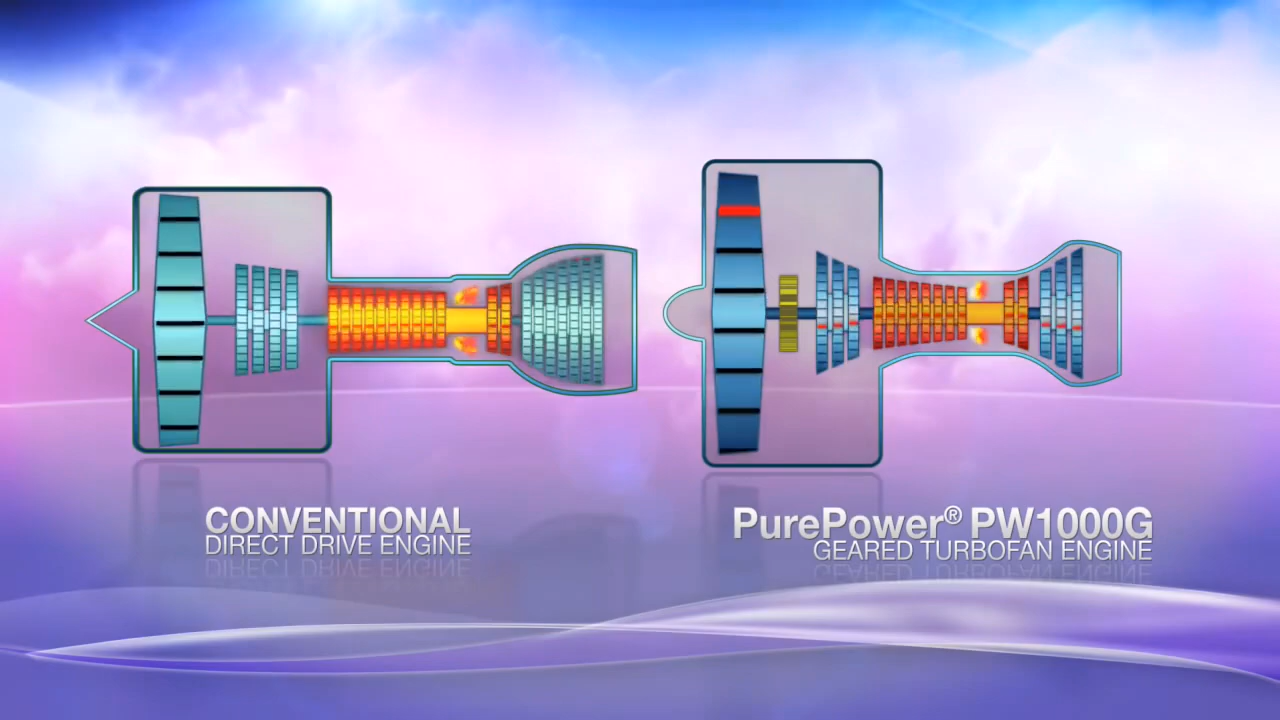 CONVENTIONAL
DIRECT DRIVE ENGINE
PurePower® PW1000G
GEARED TURBOFAN ENGINE